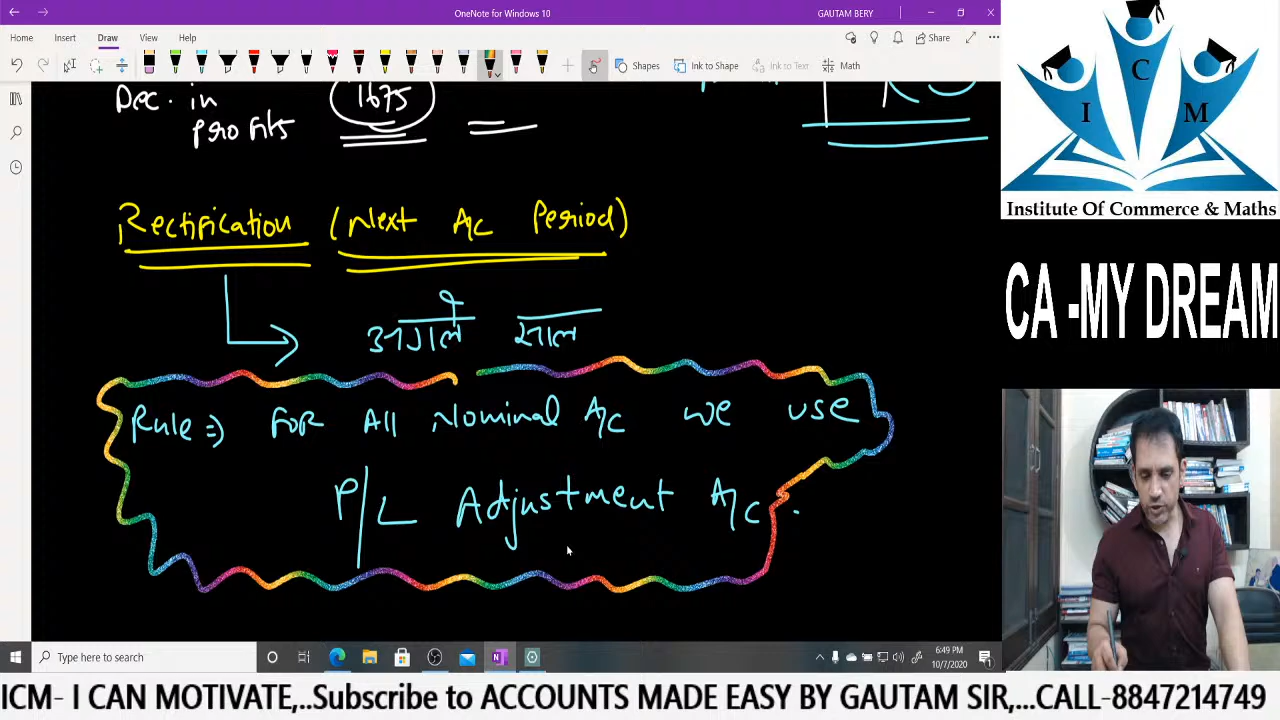 OneNote for Windows 10
GAUTAM BERY
Home Insert Draw View Help
Share
Shapes
Ink to Shape
Ink to Text
Math
Dec. in 1675
profits
Rectification (Next A/C Period)
अगले साल
Rule => For All Nominal A/C we use
P/L Adjustment A/C .
I C M
Institute Of Commerce & Maths
CA -MY DREAM
Type here to search
6:49 PM
10/7/2020
ICM- I CAN MOTIVATE,..Subscribe to ACCOUNTS MADE EASY BY GAUTAM SIR,...CALL-8847214749